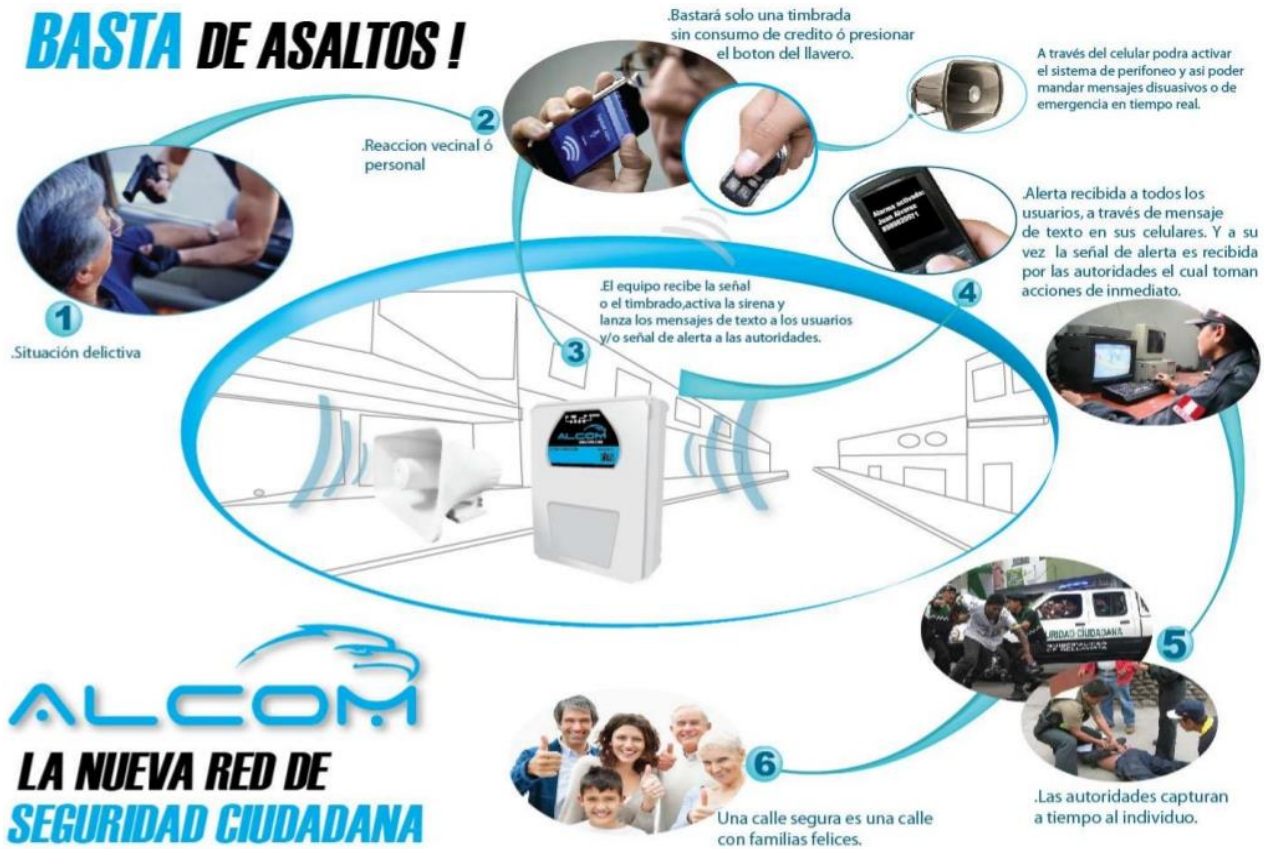 BASTA DE ASALTOS !
1
.Situación delictiva
2
.Reaccion vecinal ó
personal
.Bastará solo una timbrada
sin consumo de credito ó presionar
el boton del llavero.
A través del celular podra activar
el sistema de perifoneo y asi poder
mandar mensajes disuasivos o de
emergencia en tiempo real.
3
.El equipo recibe la señal
o el timbrado,activa la sirena y
lanza los mensajes de texto a los usuarios
y/o señal de alerta a las autoridades.
ALCOM
4
Alarma activada:
Juan Alvarez
.Alerta recibida a todos los
usuarios, a través de mensaje
de texto en sus celulares. Y a su
vez la señal de alerta es recibida
por las autoridades el cual toman
acciones de inmediato.
5
URIDAD CIUDADANA
.Las autoridades capturan
a tiempo al individuo.
6
Una calle segura es una calle
con familias felices.
ALCOM
LA NUEVA RED DE
SEGURIDAD CIUDADANA